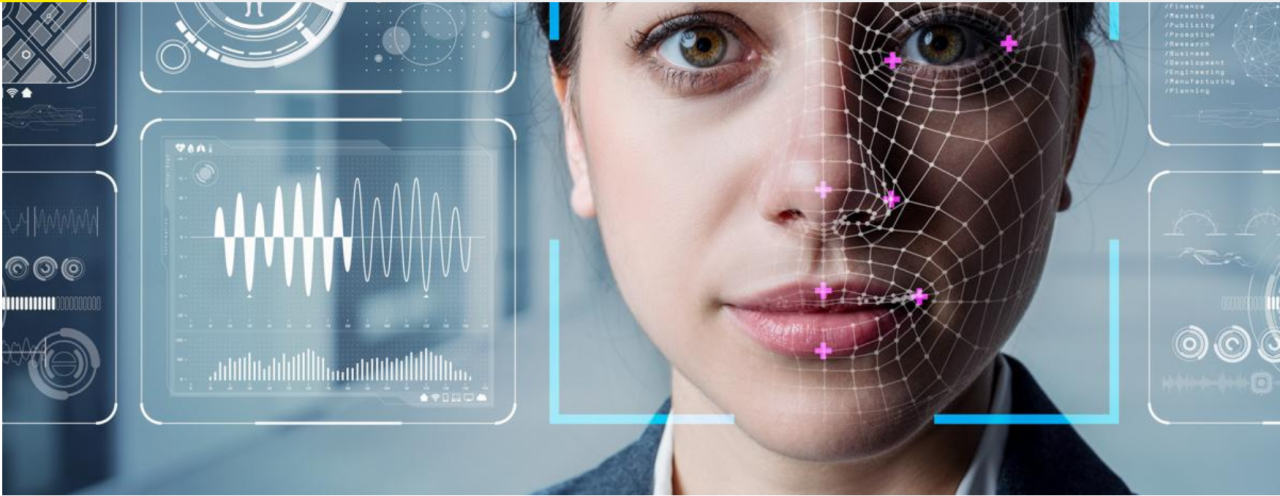 /Finance
/Marketing
/Publicity
/Promotion
/Research
/Business
/Development
/Engineering
/Manufacturing
/Planning